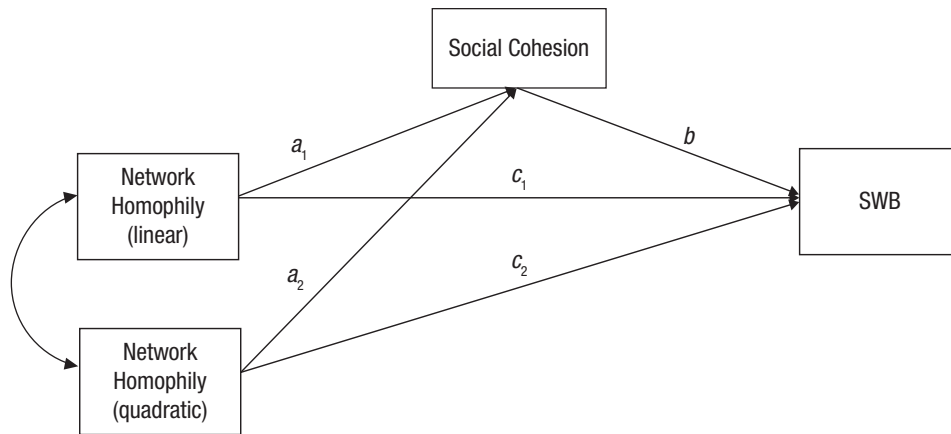 Social Cohesion
a1
b
Network
Homophily
(linear)
c1
SWB
a2
c2
Network
Homophily
(quadratic)